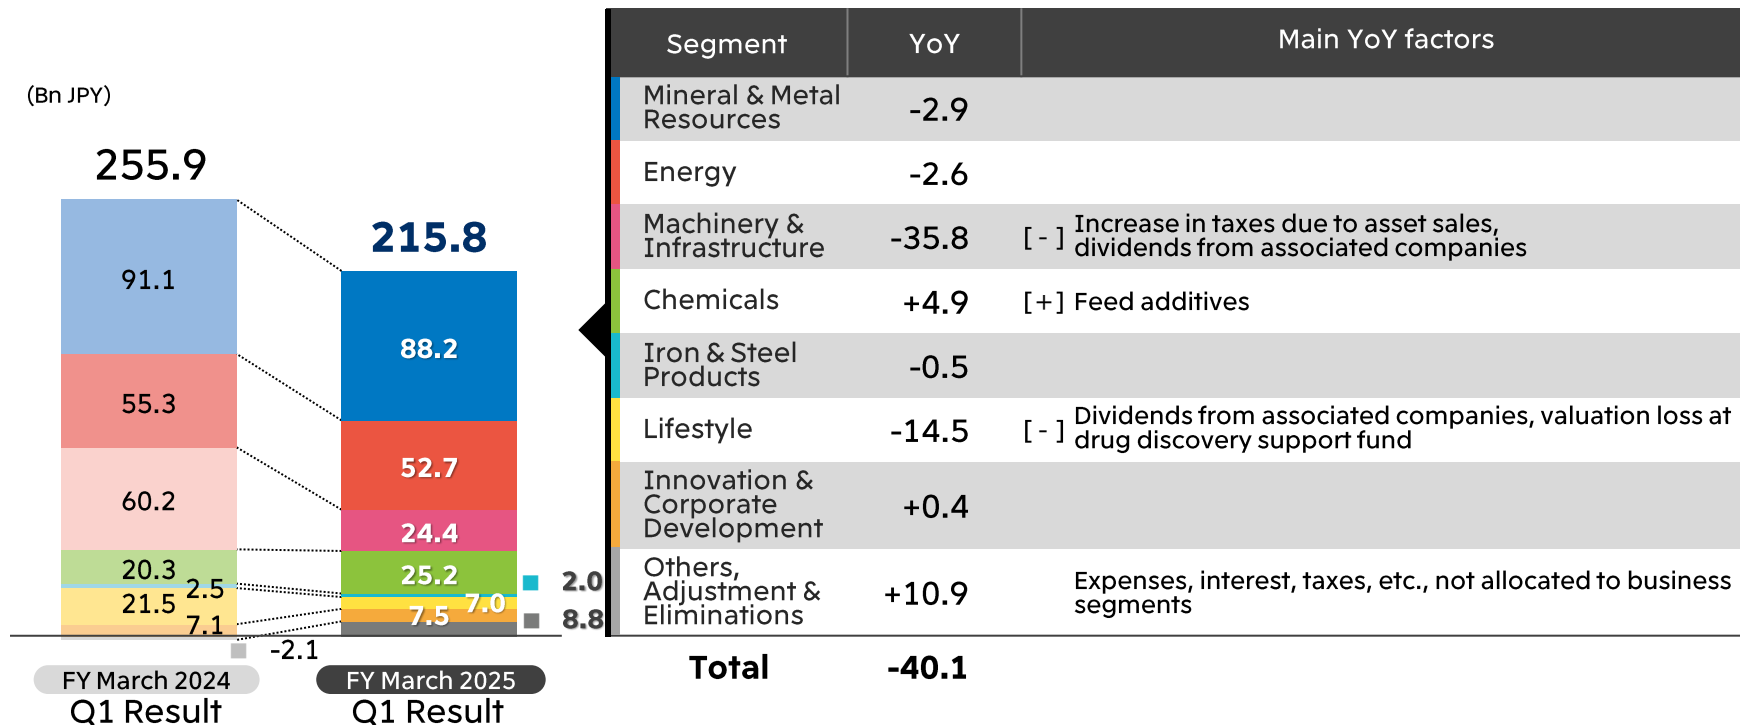 (Bn JPY)
255.9
91.1
55.3
60.2
20.3
2.5
21.5
7.1
-2.1
FY March 2024
Q1 Result
215.8
88.2
52.7
24.4
25.2
2.0
7.0
7.5
8.8
FY March 2025
Q1 Result
Segment YoY Main YoY factors
Mineral & Metal
Resources
-2.9
Energy -2.6
Machinery &
Infrastructure
-35.8
[-] Increase in taxes due to asset sales,
dividends from associated companies
Chemicals +4.9 [+] Feed additives
Iron & Steel
Products
-0.5
Lifestyle -14.5
[-] Dividends from associated companies, valuation loss at
drug discovery support fund
Innovation &
Corporate
Development
+0.4
Others,
Adjustment &
Eliminations
+10.9
Expenses, interest, taxes, etc., not allocated to business
segments
Total -40.1